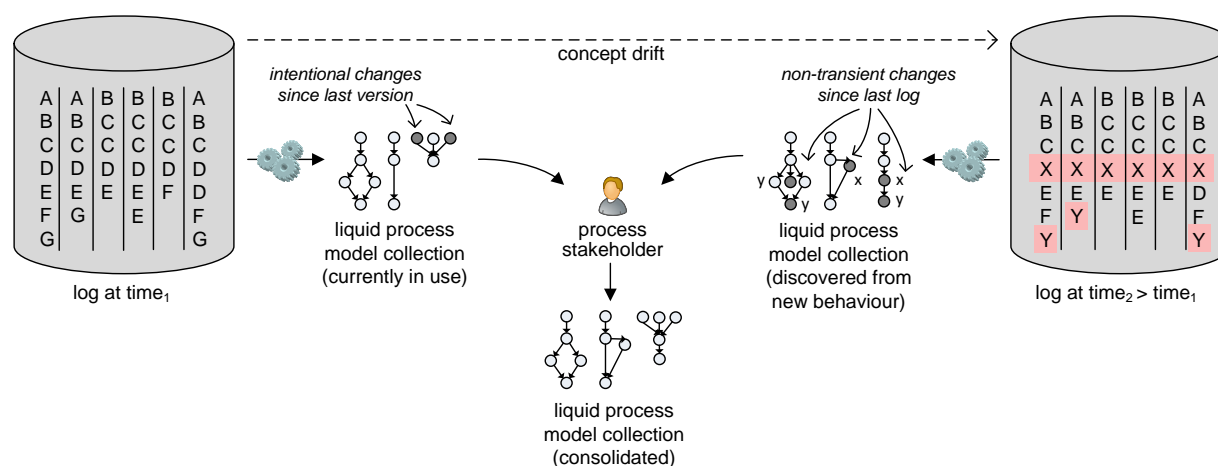 concept drift
A A B B B A
B B C C C B
C C C C C C
D D D D D D
E E E E F D
F G E F
G G
log at time₁
intentional changes
since last version
liquid process
model collection
(currently in use)
process
stakeholder
non-transient changes
since last log
y
y
x
x
y
liquid process
model collection
(discovered from
new behaviour)
A A B B B A
B B C C C B
C C C C C C
X X X X X X
E E E E E D
F Y E F
Y Y
log at time₂ > time₁
liquid process
model collection
(consolidated)